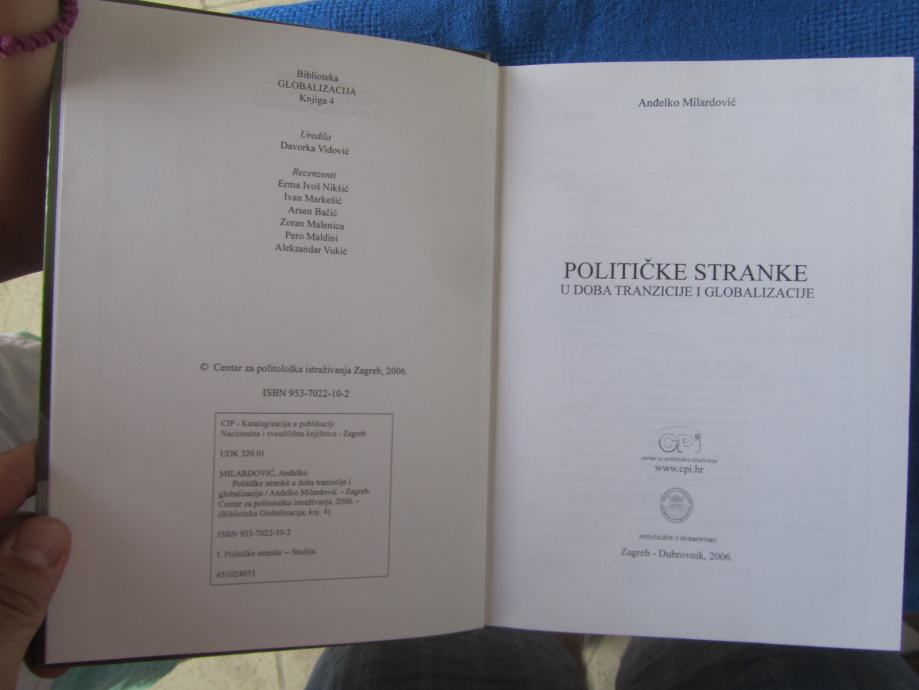 Biblioteka
GLOBALIZACIJA
Knjiga 4
Uredila
Davorka Vidović
Recenzenti
Erma Ivoš Nikšić
Ivan Markešić
Arsen Bačić
Zoran Malenica
Pero Maldini
Aleksandar Vukić
© Centar za politološka istraživanja Zagreb, 2006.
ISBN 953-7022-10-2
CIP - Katalogizacija u publikaciji
Nacionalna i sveučilišna knjižnica - Zagreb
UDK 329.01
MILARDOVIĆ, Anđelko
Političke stranke u doba tranzicije i
globalizacije / Anđelko Milardović. - Zagreb:
Centar za politološka istraživanja, 2006. -
(Biblioteka Globalizacija; knj. 4)
ISBN 953-7022-10-2
I. Političke stranke -- Studija
451024053
Anđelko Milardović
POLITIČKE STRANKE
U DOBA TRANZICIJE I GLOBALIZACIJE
CPi
centar za politološka istraživanja
www.cpi.hr
SVEUČILIŠTE U DUBROVNIKU
Zagreb - Dubrovnik, 2006.